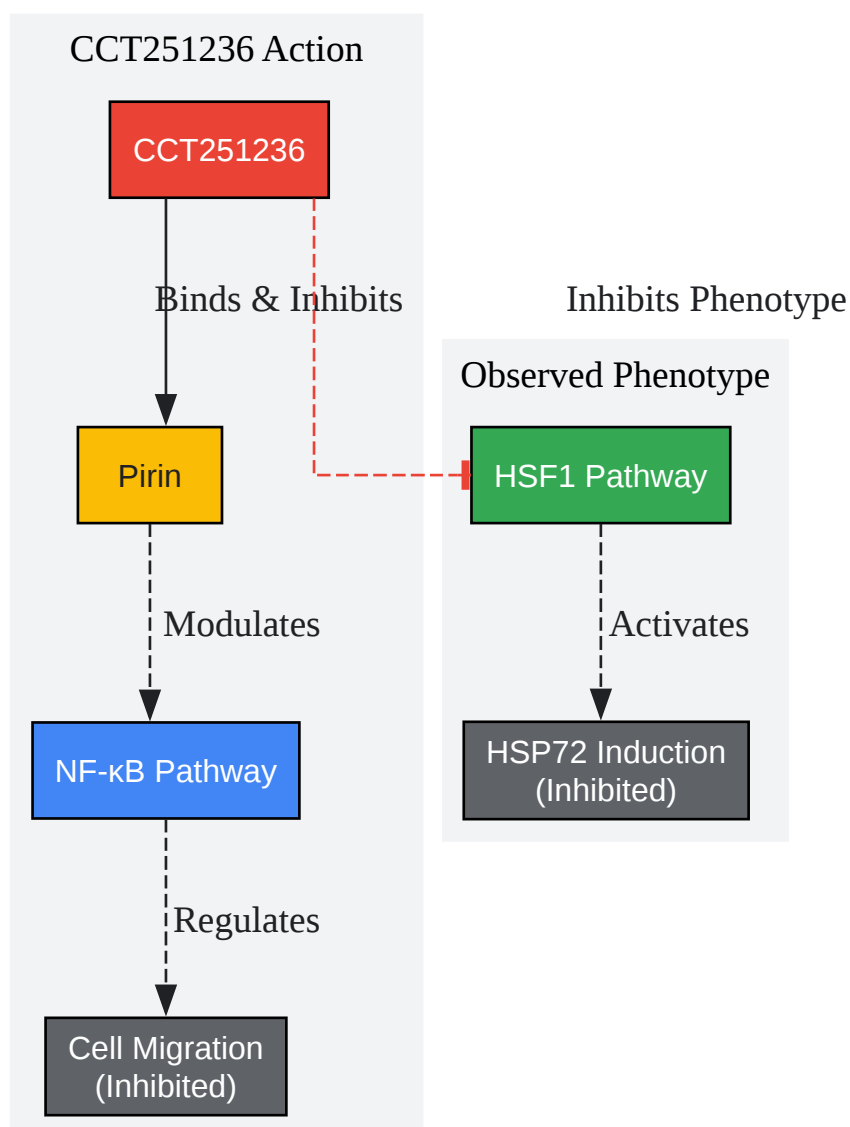 CCT251236 Action
CCT251236
Binds & Inhibits
Inhibits Phenotype
Observed Phenotype
Pirin
HSF1 Pathway
Modulates
Activates
NF-κB Pathway
HSP72 Induction
(Inhibited)
Regulates
Cell Migration
(Inhibited)